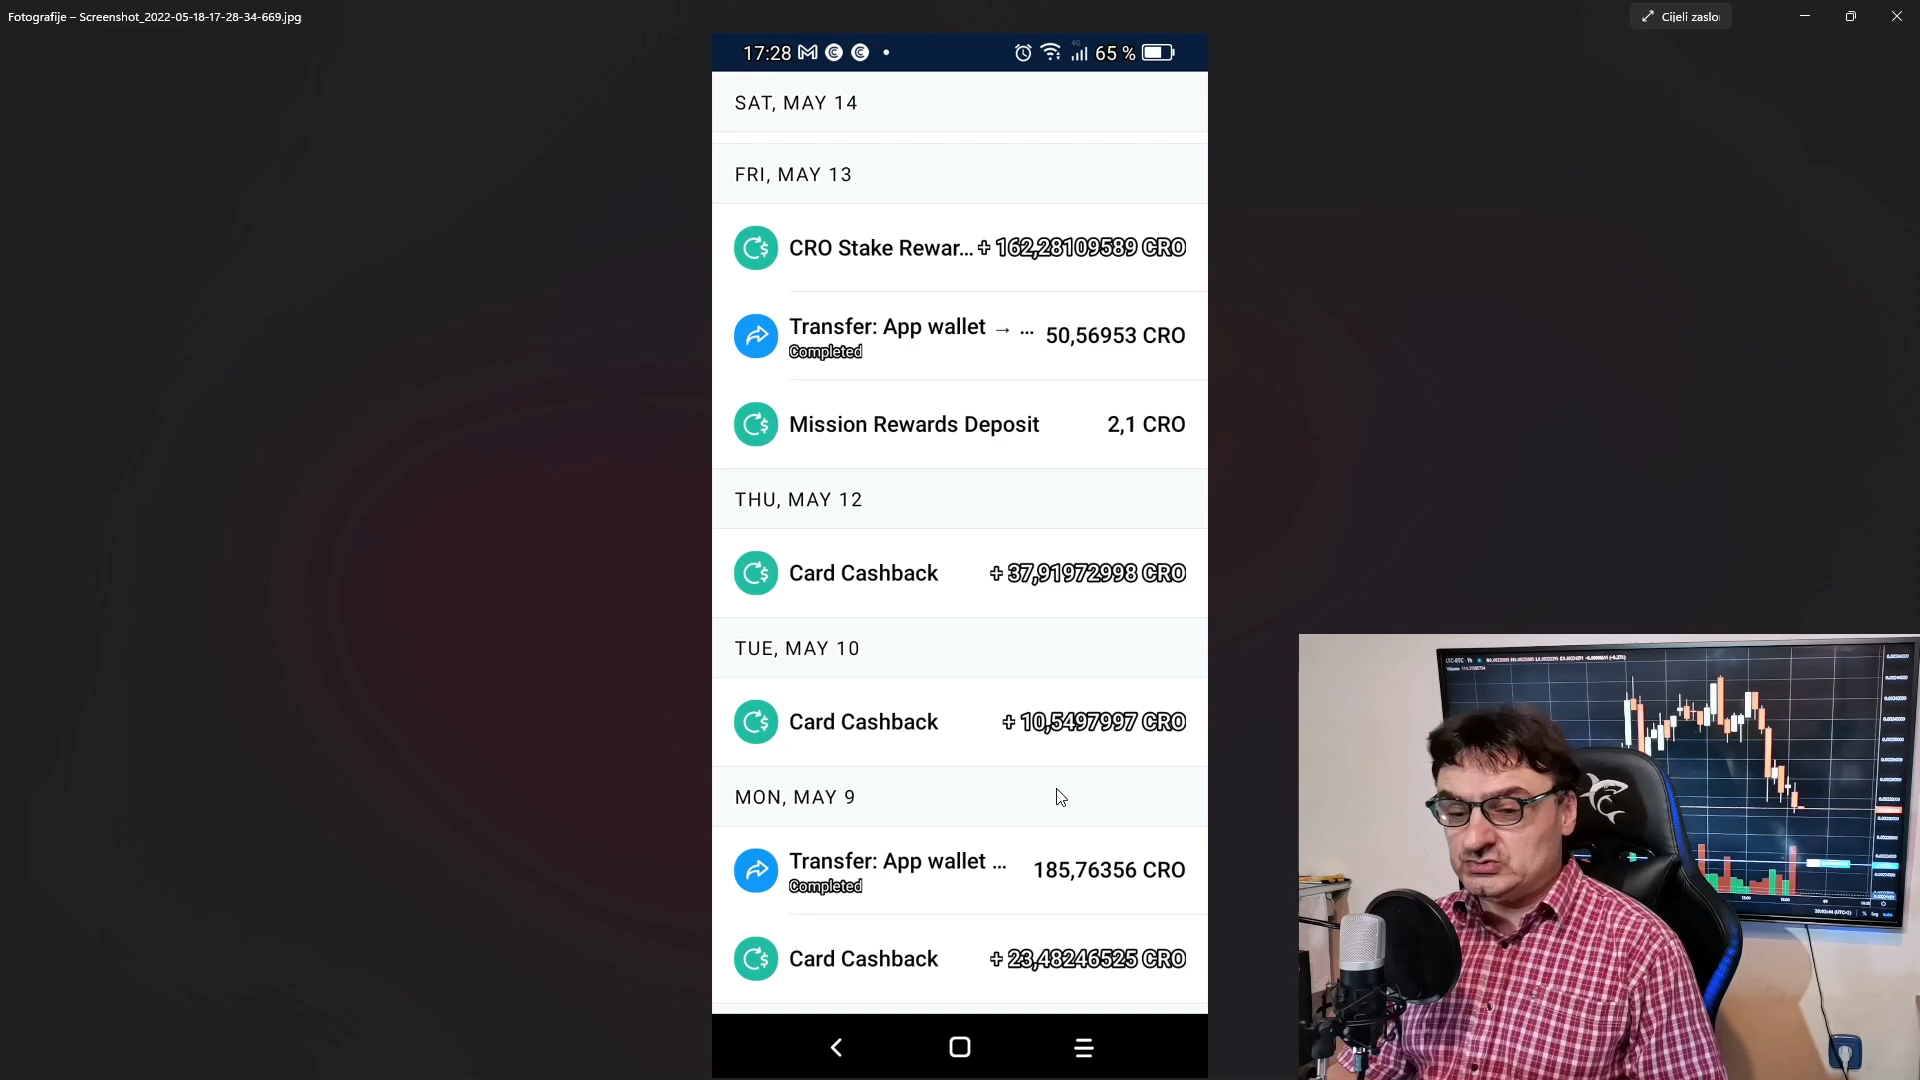 Fotografije – Screenshot_2022-05-18-17-28-34-669.jpg
Cijeli zaslo
17:28
4G
65 %
SAT, MAY 14
FRI, MAY 13
CRO Stake Rewar... + 162,28109589 CRO
Transfer: App wallet → ... 50,56953 CRO
Completed
Mission Rewards Deposit 2,1 CRO
THU, MAY 12
Card Cashback + 37,91972998 CRO
TUE, MAY 10
Card Cashback + 10,5497997 CRO
MON, MAY 9
Transfer: App wallet ... 185,76356 CRO
Completed
Card Cashback + 23,48246525 CRO